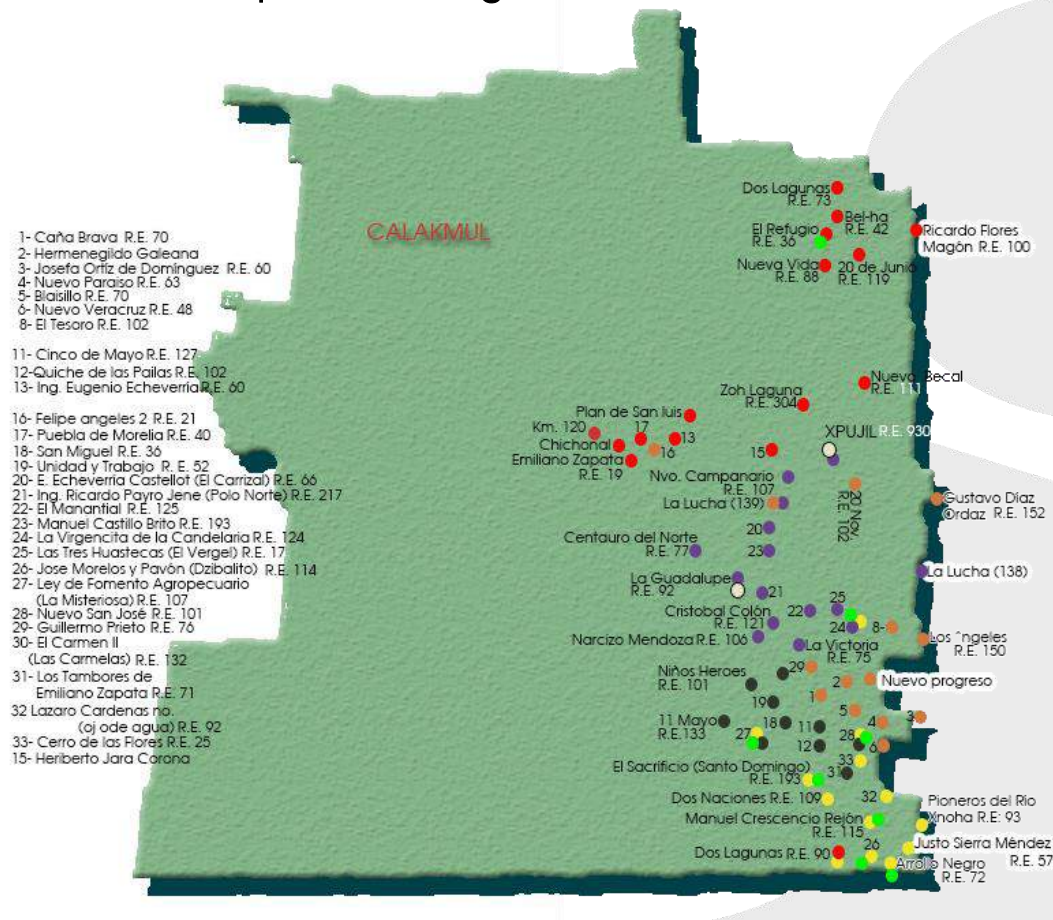 CALAKMUL
1- Caña Brava R.E. 70
2- Hermenegildo Galeana
3- Josefa Ortíz de Domínguez R.E. 60
4- Nuevo Paraiso R.E. 63
5- Blaisillo R.E. 70
6- Nuevo Veracruz R.E. 48
8- El Tesoro R.E. 102
11- Cinco de Mayo R.E. 127
12-Quiche de las Pailas R.E. 102
13- Ing. Eugenio Echeverría R.E. 60
16- Felipe angeles 2 R.E. 21
17- Puebla de Morelia R.E. 40
18- San Miguel R.E. 36
19- Unidad y Trabajo R. E. 52
20- E. Echeverría Castellot (El Carrizal) R.E. 66
21- Ing. Ricardo Payro Jene (Polo Norte) R.E. 217
22- El Manantial R.E. 125
23- Manuel Castillo Brito R.E. 193
24- La Virgencita de la Candelaria R.E. 124
25- Las Tres Huastecas (El Vergel) R.E. 17
26- Jose Morelos y Pavón (Dzibalito) R.E. 114
27- Ley de Fomento Agropecuario
(La Misteriosa) R.E. 107
28- Nuevo San José R.E. 101
29- Guillermo Prieto R.E. 76
30- El Carmen II
(Las Carmelas) R.E. 132
31- Los Tambores de
Emiliano Zapata R.E. 71
32 Lazaro Cardenas no.
(oj ode agua) R.E. 92
33- Cerro de las Flores R.E. 25
15- Heriberto Jara Corona
Dos Lagunas
R.E. 73
Bel-ha
R.E. 42
El Refugio
R.E. 36
Ricardo Flores
Magón R.E. 100
Nueva Vida
R.E. 88
20 de Junio
R.E. 119
Nuevo Becal
R.E. 111
Zoh Laguna
R.E. 304
Plan de San luis
Km. 120
17
13
Chichonal
16
Emiliano Zapata
R.E. 19
15
XPUJIL R.E. 930
Nvo. Campanario
R.E. 107
La Lucha (139)
20 Nov.
R.E. 102
Gustavo Díaz
Ordaz R.E. 152
20
Centauro del Norte
R.E. 77
23
La Guadalupe
R.E. 92
La Lucha (138)
21
25
Cristobal Colón
R.E. 121
22
24
8-
Narcizo Mendoza R.E. 106
La Victoria
R.E. 75
Los ^ngeles
R.E. 150
29
Niños Heroes
R.E. 101
2
Nuevo progreso
19
1
5
4
3
11 Mayo
R.E.133
18
11
27
12
28
6
33
El Sacrificio (Santo Domingo)
R.E. 193
31
Dos Naciones R.E. 109
32
Pioneros del Río
Xnoha R.E: 93
Manuel Crescencio Rejón
R.E. 115
26
Justo Sierra Méndez
R.E. 57
Dos Lagunas R.E. 90
Arrollo Negro
R.E. 72